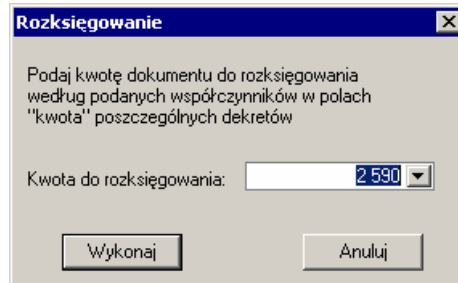 Rozksięgowanie
Podaj kwotę dokumentu do rozksięgowania
według podanych współczynników w polach
"kwota" poszczególnych dekretów
Kwota do rozksięgowania: 2 590
Wykonaj Anuluj